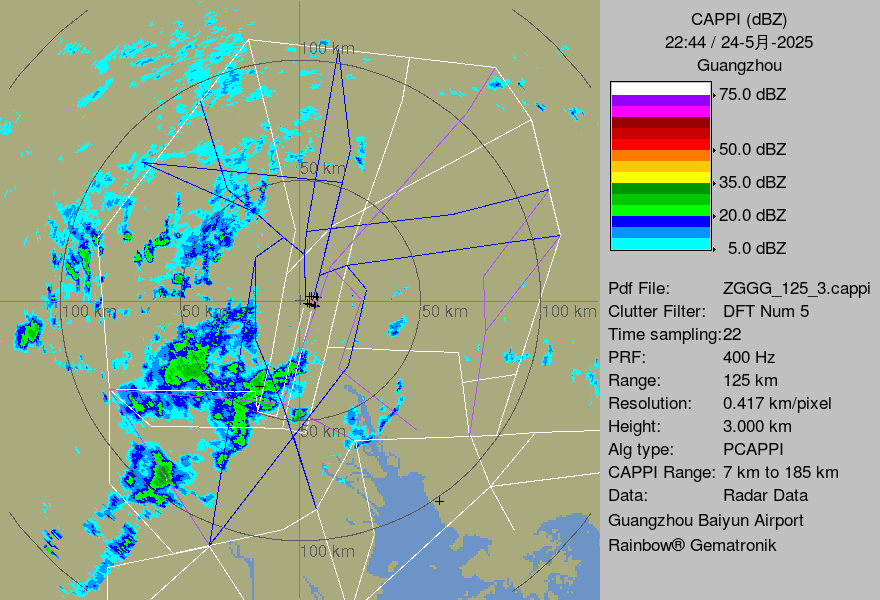 CAPPI (dBZ)
22:44 / 24-5月-2025
Guangzhou
75.0 dBZ
50.0 dBZ
35.0 dBZ
20.0 dBZ
5.0 dBZ
Pdf File: ZGGG_125_3.cappi
Clutter Filter: DFT Num 5
Time sampling:22
PRF: 400 Hz
Range: 125 km
Resolution: 0.417 km/pixel
Height: 3.000 km
Alg type: PCAPPI
CAPPI Range: 7 km to 185 km
Data: Radar Data
Guangzhou Baiyun Airport
Rainbow® Gematronik
100 km
50 km
100 km
50 km
50 km
100 km
50 km
100 km